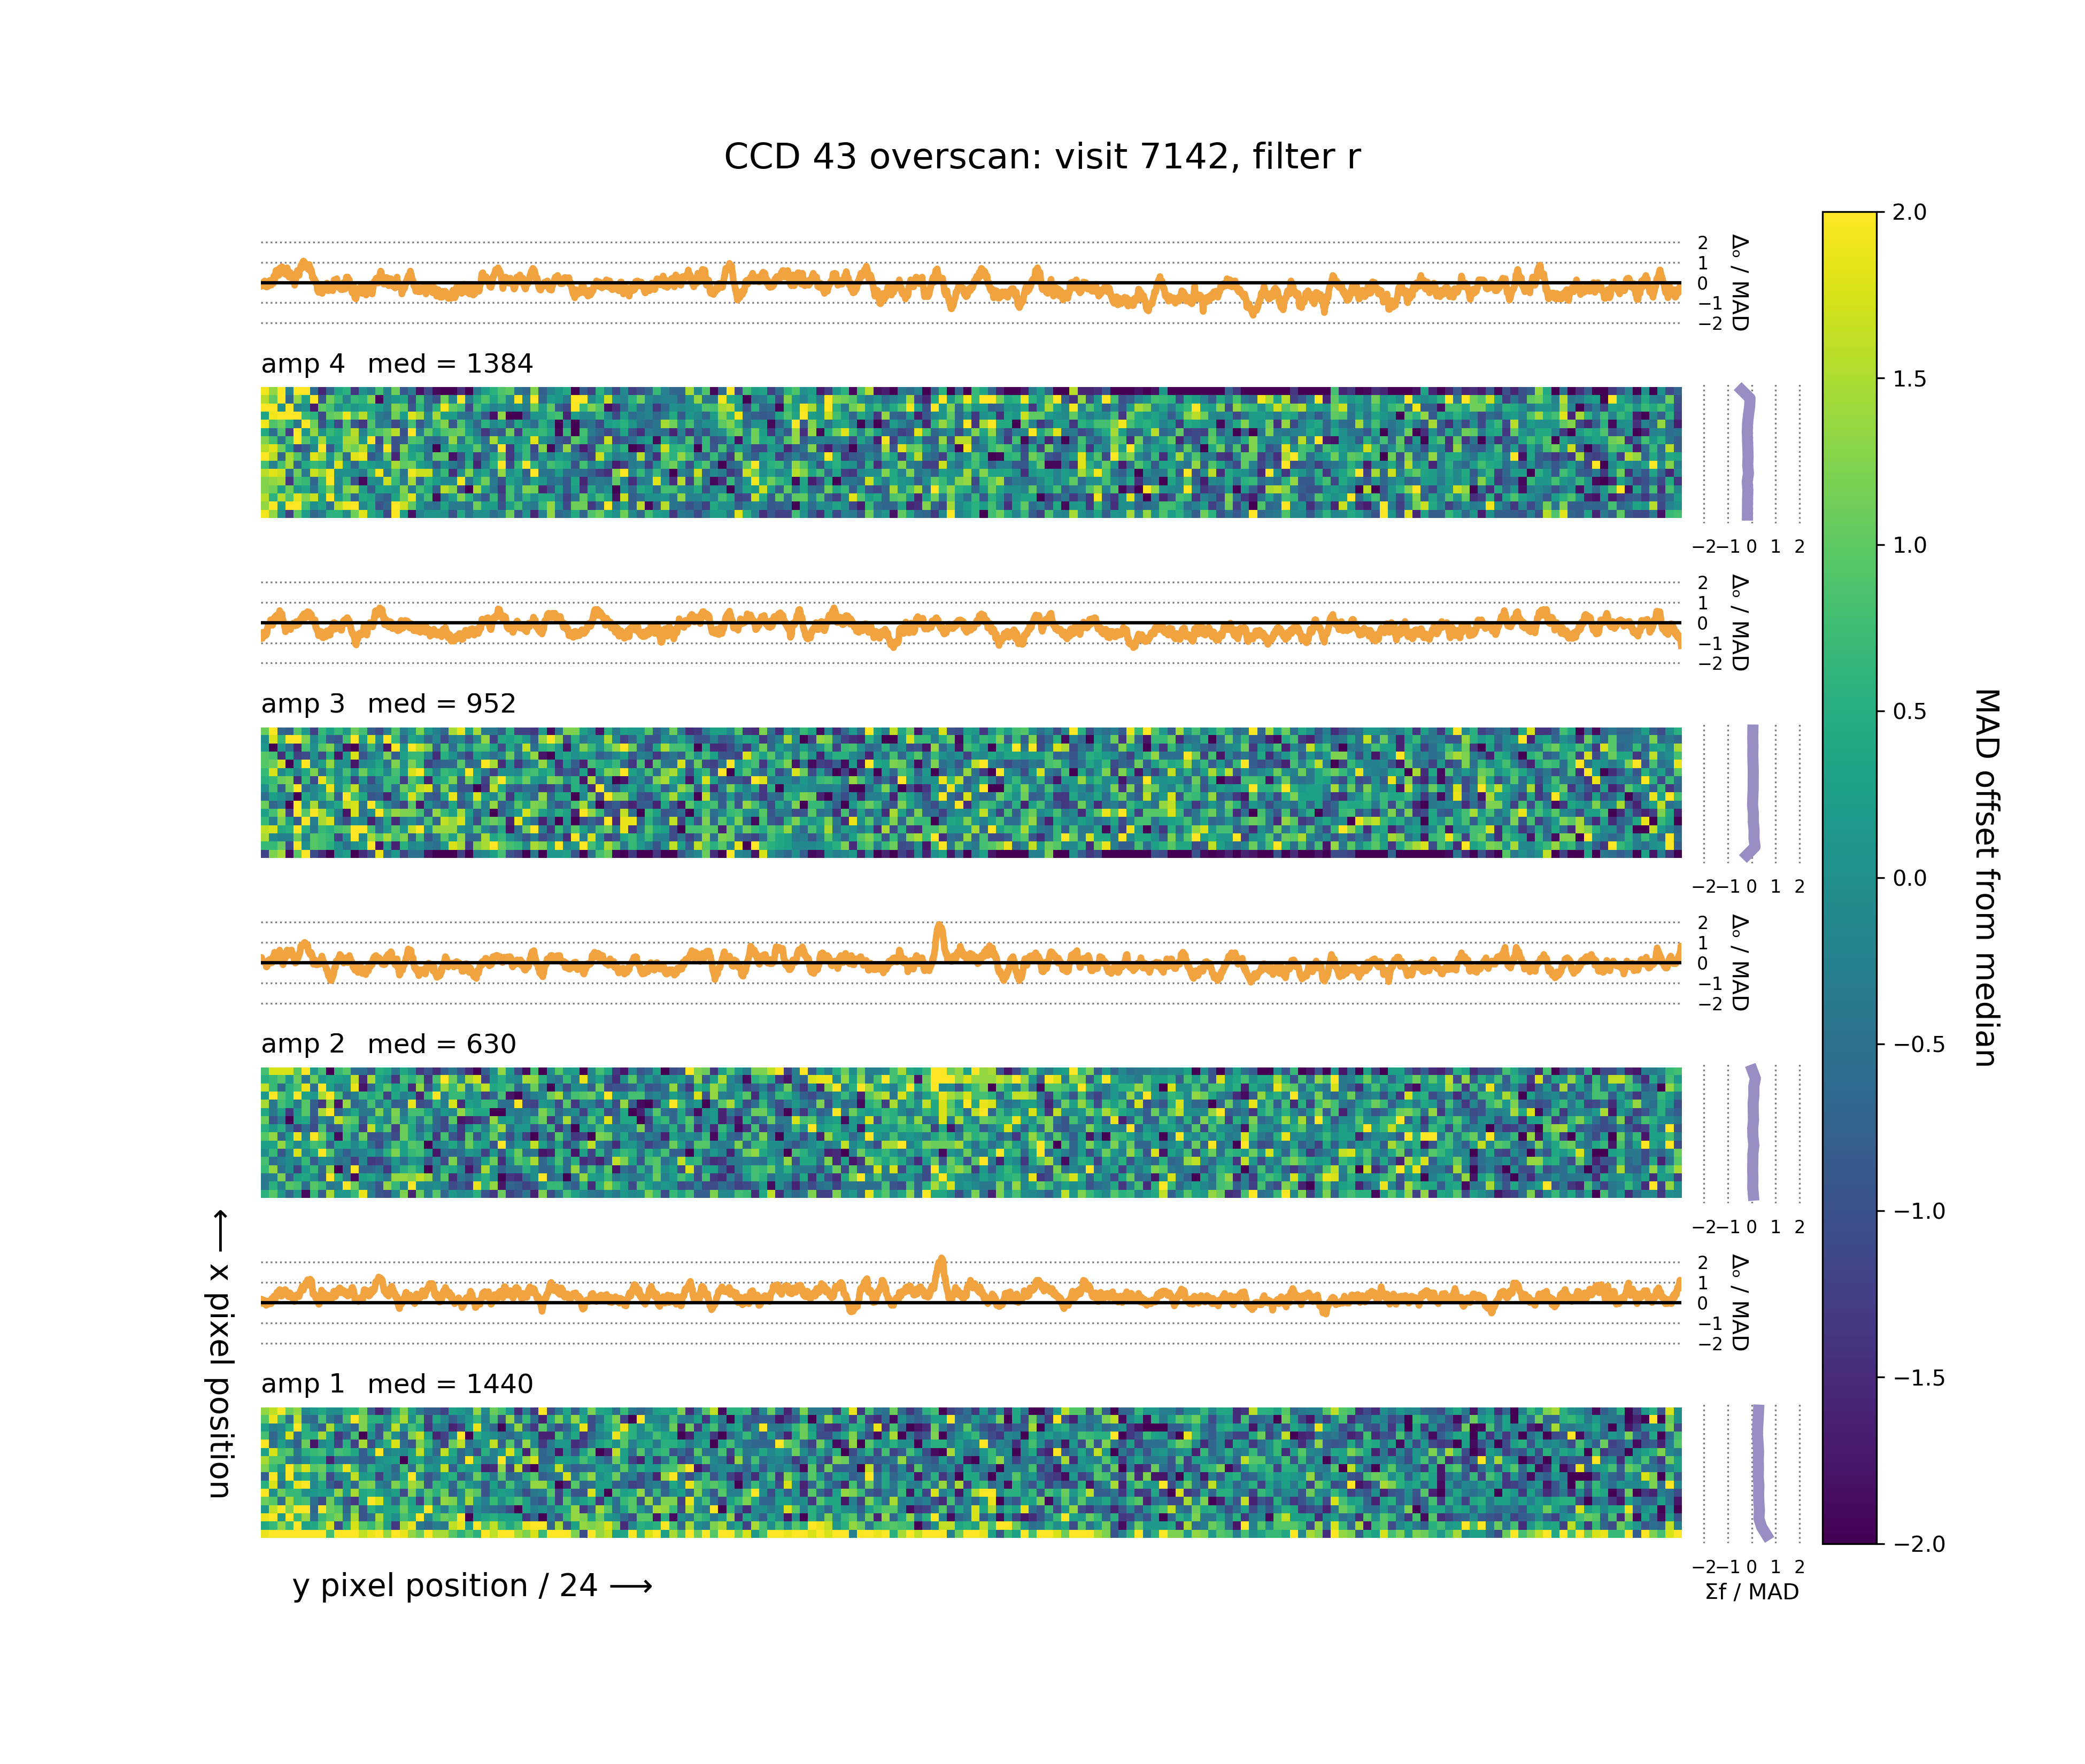 CCD 43 overscan: visit 7142, filter r
2
1
0
−1
−2
Δₒ / MAD
amp 4 med = 1384
−2 −1 0 1 2
2
1
0
−1
−2
Δₒ / MAD
amp 3 med = 952
−2 −1 0 1 2
2
1
0
−1
−2
Δₒ / MAD
amp 2 med = 630
−2 −1 0 1 2
2
1
0
−1
−2
Δₒ / MAD
amp 1 med = 1440
−2 −1 0 1 2
Σf / MAD
y pixel position / 24 ⟶
⟵ x pixel position
2.0
1.5
1.0
0.5
0.0
−0.5
−1.0
−1.5
−2.0
MAD offset from median